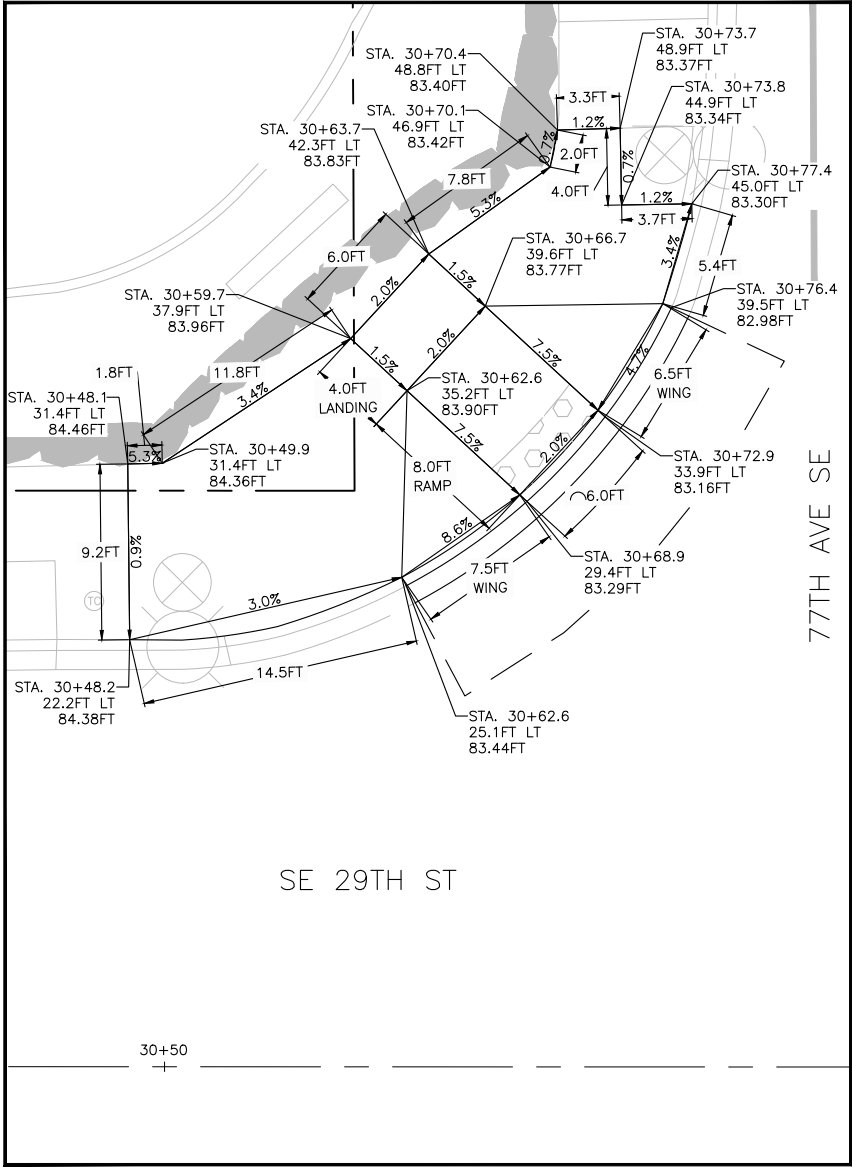 STA. 30+73.7
48.9FT LT
83.37FT
STA. 30+70.4
48.8FT LT
83.40FT
STA. 30+73.8
44.9FT LT
83.34FT
3.3FT
1.2%
STA. 30+70.1
46.9FT LT
83.42FT
STA. 30+63.7
42.3FT LT
83.83FT
0.7%
2.0FT
0.7%
4.0FT
7.8FT
5.3%
STA. 30+77.4
45.0FT LT
83.30FT
1.2%
3.7FT
6.0FT
2.0%
1.5%
STA. 30+66.7
39.6FT LT
83.77FT
3.4%
5.4FT
STA. 30+59.7
37.9FT LT
83.96FT
STA. 30+76.4
39.5FT LT
82.98FT
1.5%
2.0%
7.5%
4.7%
6.5FT
WING
1.8FT
11.8FT
3.4%
4.0FT
LANDING
STA. 30+62.6
35.2FT LT
83.90FT
STA. 30+48.1
31.4FT LT
84.46FT
5.3%
STA. 30+49.9
31.4FT LT
84.36FT
7.5%
8.0FT
RAMP
2.0%
6.0FT
STA. 30+72.9
33.9FT LT
83.16FT
77TH AVE SE
9.2FT
0.9%
8.6%
7.5FT
WING
STA. 30+68.9
29.4FT LT
83.29FT
TC
3.0%
14.5FT
STA. 30+48.2
22.2FT LT
84.38FT
STA. 30+62.6
25.1FT LT
83.44FT
SE 29TH ST
30+50